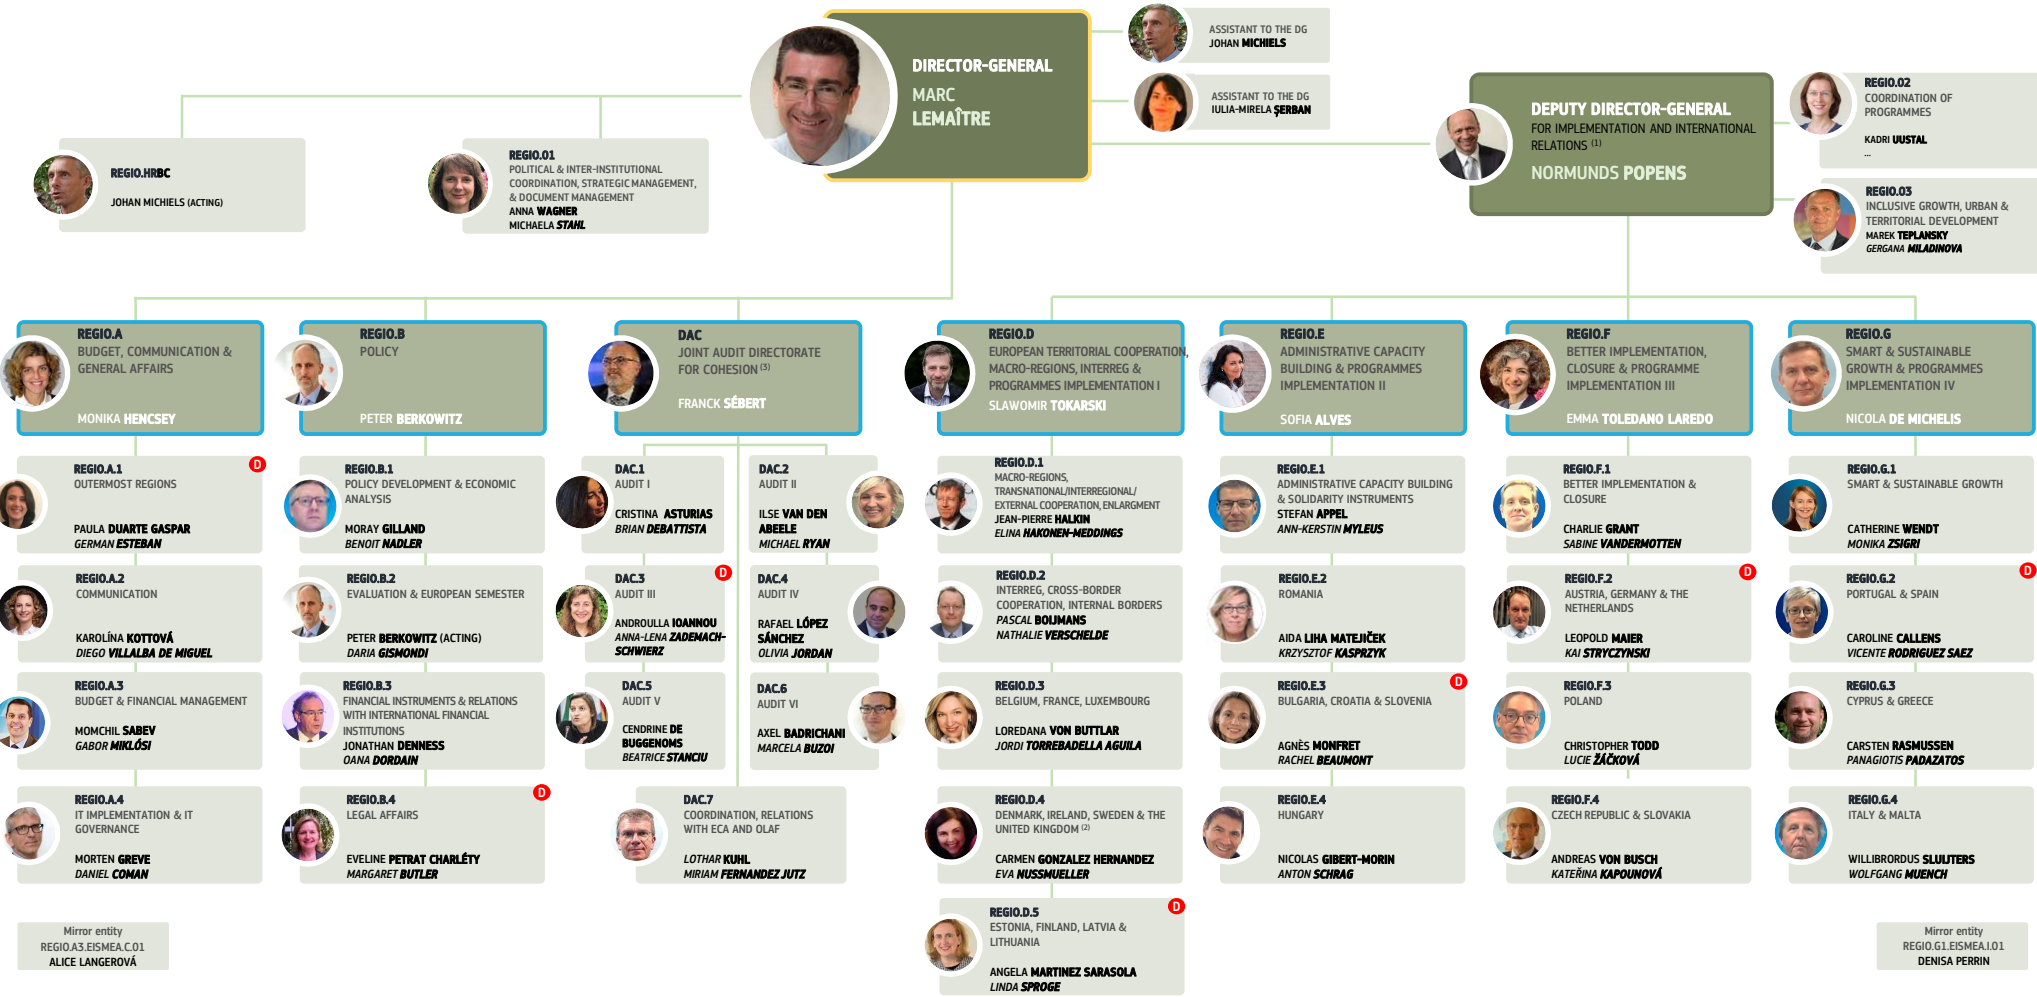 DIRECTOR-GENERAL
MARC
LEMAÎTRE
ASSISTANT TO THE DG
JOHAN MICHIELS
ASSISTANT TO THE DG
IULIA-MIRELA ȘERBAN
DEPUTY DIRECTOR-GENERAL
FOR IMPLEMENTATION AND INTERNATIONAL
RELATIONS (1)
NORMUNDS POPENS
REGIO.02
COORDINATION OF
PROGRAMMES
KADRI UUSTAL
...
REGIO.03
INCLUSIVE GROWTH, URBAN &
TERRITORIAL DEVELOPMENT
MAREK TEPLANSKY
GERGANA MILADINOVA
REGIO.HRBC
JOHAN MICHIELS (ACTING)
REGIO.01
POLITICAL & INTER-INSTITUTIONAL
COORDINATION, STRATEGIC MANAGEMENT,
& DOCUMENT MANAGEMENT
ANNA WAGNER
MICHAELA STAHL
REGIO.A
BUDGET, COMMUNICATION &
GENERAL AFFAIRS
MONIKA HENCSEY
REGIO.B
POLICY
PETER BERKOWITZ
DAC
JOINT AUDIT DIRECTORATE
FOR COHESION (3)
FRANCK SÉBERT
REGIO.D
EUROPEAN TERRITORIAL COOPERATION,
MACRO-REGIONS, INTERREG &
PROGRAMMES IMPLEMENTATION I
SLAWOMIR TOKARSKI
REGIO.E
ADMINISTRATIVE CAPACITY
BUILDING & PROGRAMMES
IMPLEMENTATION II
SOFIA ALVES
REGIO.F
BETTER IMPLEMENTATION,
CLOSURE & PROGRAMME
IMPLEMENTATION III
EMMA TOLEDANO LAREDO
REGIO.G
SMART & SUSTAINABLE
GROWTH & PROGRAMMES
IMPLEMENTATION IV
NICOLA DE MICHELIS
REGIO.A.1
D
OUTERMOST REGIONS
PAULA DUARTE GASPAR
GERMAN ESTEBAN
REGIO.B.1
POLICY DEVELOPMENT & ECONOMIC
ANALYSIS
MORAY GILLAND
BENOIT NADLER
DAC.1
AUDIT I
CRISTINA ASTURIAS
BRIAN DEBATTISTA
DAC.2
AUDIT II
ILSE VAN DEN
ABEELE
MICHAEL RYAN
REGIO.D.1
MACRO-REGIONS,
TRANSNATIONAL/INTERREGIONAL/
EXTERNAL COOPERATION, ENLARGMENT
JEAN-PIERRE HALKIN
ELINA HAKONEN-MEDDINGS
REGIO.E.1
ADMINISTRATIVE CAPACITY BUILDING
& SOLIDARITY INSTRUMENTS
STEFAN APPEL
ANN-KERSTIN MYLEUS
REGIO.F.1
BETTER IMPLEMENTATION &
CLOSURE
CHARLIE GRANT
SABINE VANDERMOTTEN
REGIO.G.1
SMART & SUSTAINABLE GROWTH
CATHERINE WENDT
MONIKA ZSIGRI
REGIO.A.2
COMMUNICATION
KAROLÍNA KOTTOVÁ
DIEGO VILLALBA DE MIGUEL
REGIO.B.2
EVALUATION & EUROPEAN SEMESTER
PETER BERKOWITZ (ACTING)
DARIA GISMONDI
DAC.3
D
AUDIT III
ANDROULLA IOANNOU
ANNA-LENA ZADEMACH-
SCHWIERZ
DAC.4
AUDIT IV
RAFAEL LÓPEZ
SÁNCHEZ
OLIVIA JORDAN
REGIO.D.2
INTERREG, CROSS-BORDER
COOPERATION, INTERNAL BORDERS
PASCAL BOIJMANS
NATHALIE VERSCHELDE
REGIO.E.2
ROMANIA
AIDA LIHA MATEJIČEK
KRZYSZTOF KASPRZYK
REGIO.F.2
D
AUSTRIA, GERMANY & THE
NETHERLANDS
LEOPOLD MAIER
KAI STRYCZYNSKI
REGIO.G.2
D
PORTUGAL & SPAIN
CAROLINE CALLENS
VICENTE RODRIGUEZ SAEZ
REGIO.A.3
BUDGET & FINANCIAL MANAGEMENT
MOMCHIL SABEV
GABOR MIKLÓSI
REGIO.B.3
FINANCIAL INSTRUMENTS & RELATIONS
WITH INTERNATIONAL FINANCIAL
INSTITUTIONS
JONATHAN DENNESS
OANA DORDAIN
DAC.5
AUDIT V
CENDRINE DE
BUGGENOMS
BEATRICE STANCIU
DAC.6
AUDIT VI
AXEL BADRICHANI
MARCELA BUZOI
REGIO.D.3
BELGIUM, FRANCE, LUXEMBOURG
LOREDANA VON BUTTLAR
JORDI TORREBADELLA AGUILA
REGIO.E.3
D
BULGARIA, CROATIA & SLOVENIA
AGNÈS MONFRET
RACHEL BEAUMONT
REGIO.F.3
POLAND
CHRISTOPHER TODD
LUCIE ŽÁČKOVÁ
REGIO.G.3
CYPRUS & GREECE
CARSTEN RASMUSSEN
PANAGIOTIS PADAZATOS
REGIO.A.4
IT IMPLEMENTATION & IT
GOVERNANCE
MORTEN GREVE
DANIEL COMAN
REGIO.B.4
D
LEGAL AFFAIRS
EVELINE PETRAT CHARLÉTY
MARGARET BUTLER
DAC.7
COORDINATION, RELATIONS
WITH ECA AND OLAF
LOTHAR KUHL
MIRIAM FERNANDEZ JUTZ
REGIO.D.4
DENMARK, IRELAND, SWEDEN & THE
UNITED KINGDOM (2)
CARMEN GONZALEZ HERNANDEZ
EVA NUSSMUELLER
REGIO.E.4
HUNGARY
NICOLAS GIBERT-MORIN
ANTON SCHRAG
REGIO.F.4
CZECH REPUBLIC & SLOVAKIA
ANDREAS VON BUSCH
KATEŘINA KAPOUNOVÁ
REGIO.G.4
ITALY & MALTA
WILLIBRORDUS SLUIJTERS
WOLFGANG MUENCH
REGIO.D.5
D
ESTONIA, FINLAND, LATVIA &
LITHUANIA
ANGELA MARTINEZ SARASOLA
LINDA SPROGE
Mirror entity
REGIO.A3.EISMEA.C.01
ALICE LANGEROVÁ
Mirror entity
REGIO.G1.EISMEA.I.01
DENISA PERRIN